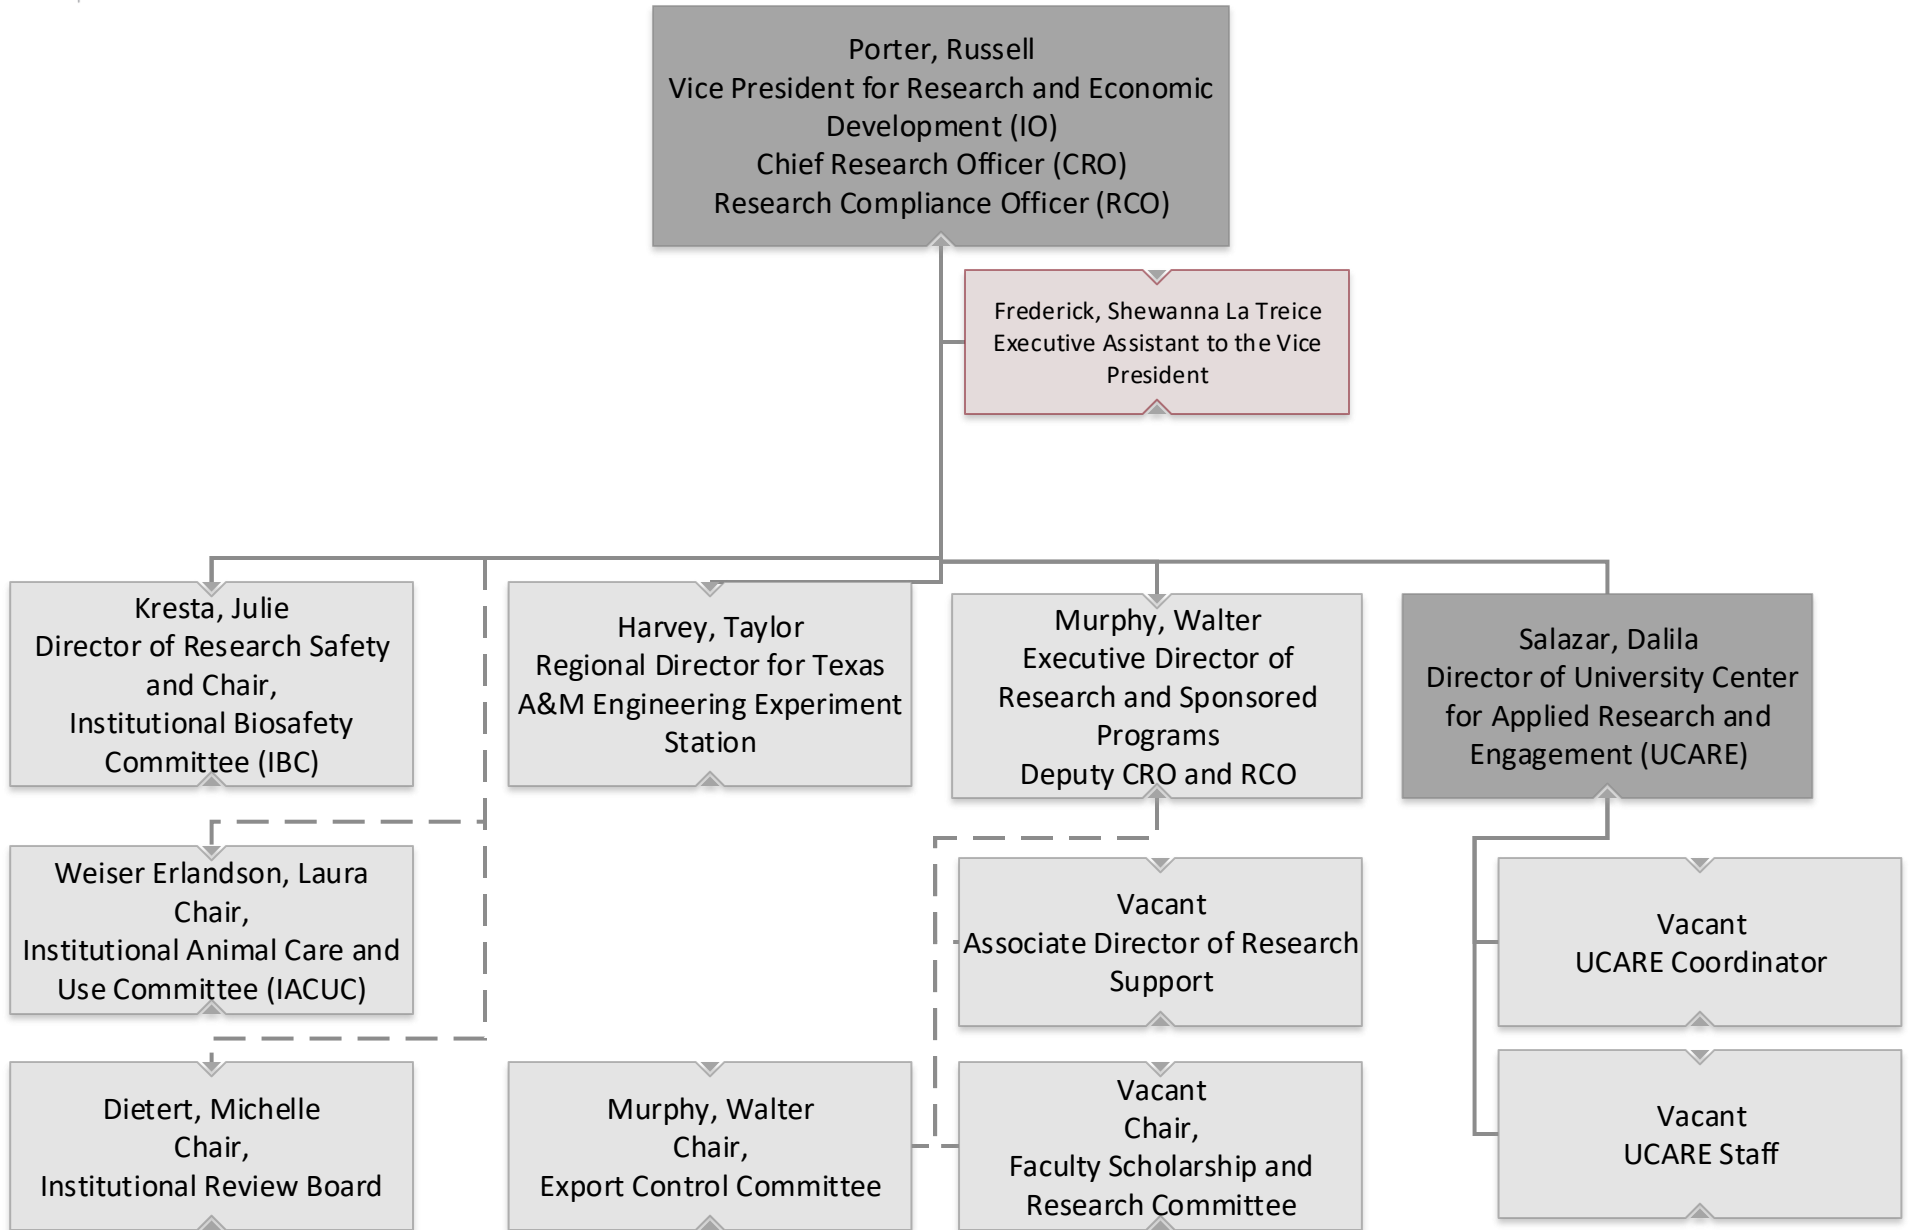 Porter, Russell
Vice President for Research and Economic
Development (IO)
Chief Research Officer (CRO)
Research Compliance Officer (RCO)
Frederick, Shewanna La Treice
Executive Assistant to the Vice
President
Kresta, Julie
Director of Research Safety
and Chair,
Institutional Biosafety
Committee (IBC)
Harvey, Taylor
Regional Director for Texas
A&M Engineering Experiment
Station
Murphy, Walter
Executive Director of
Research and Sponsored
Programs
Deputy CRO and RCO
Salazar, Dalila
Director of University Center
for Applied Research and
Engagement (UCARE)
Weiser Erlandson, Laura
Chair,
Institutional Animal Care and
Use Committee (IACUC)
Vacant
Associate Director of Research
Support
Vacant
UCARE Coordinator
Dietert, Michelle
Chair,
Institutional Review Board
Murphy, Walter
Chair,
Export Control Committee
Vacant
Chair,
Faculty Scholarship and
Research Committee
Vacant
UCARE Staff